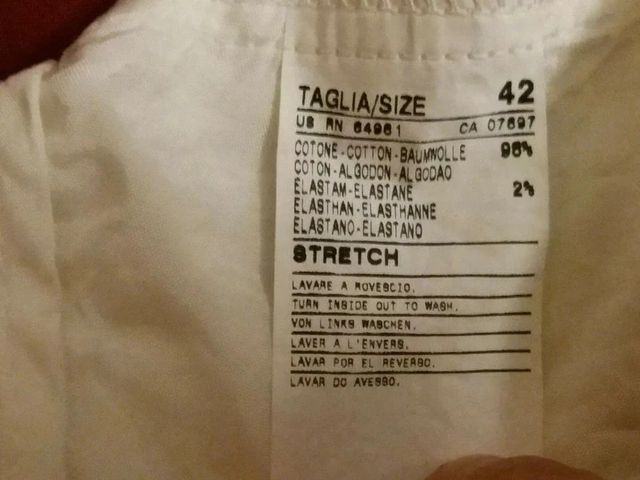 TAGLIA/SIZE 42
US RN 64961 CA 07697
COTONE-COTTON-BAUMWOLLE 98%
COTON-ALGODON-ALGODAO
ELASTAM-ELASTANE 2%
ELASTHAN-ELASTHANNE
ELASTANO-ELASTANO
STRETCH
LAVARE A ROVESCIO.
TURN INSIDE OUT TO WASH.
VON LINKS WASCHEN.
LAVER A L'ENVERS.
LAVAR POR EL REVERSO.
LAVAR DO AVESSO.